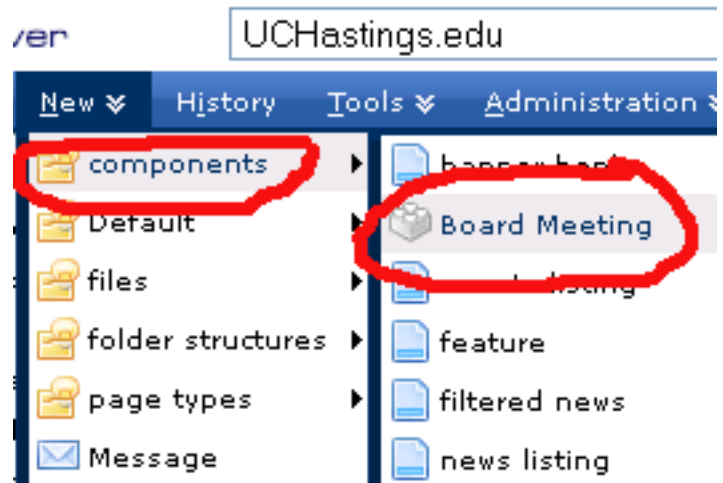 UCHastings.edu
New History Tools Administration
components
Default
files
folder structures
page types
Message
Board Meeting
listing
feature
filtered news
news listing